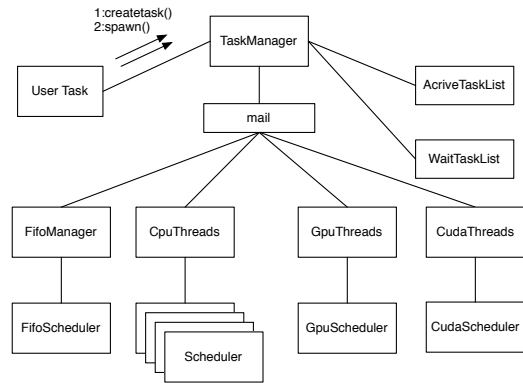 1:createtask()
2:spawn()
TaskManager
User Task
AcriveTaskList
mail
WaitTaskList
FifoManager
CpuThreads
GpuThreads
CudaThreads
FifoScheduler
GpuScheduler
CudaScheduler
Scheduler